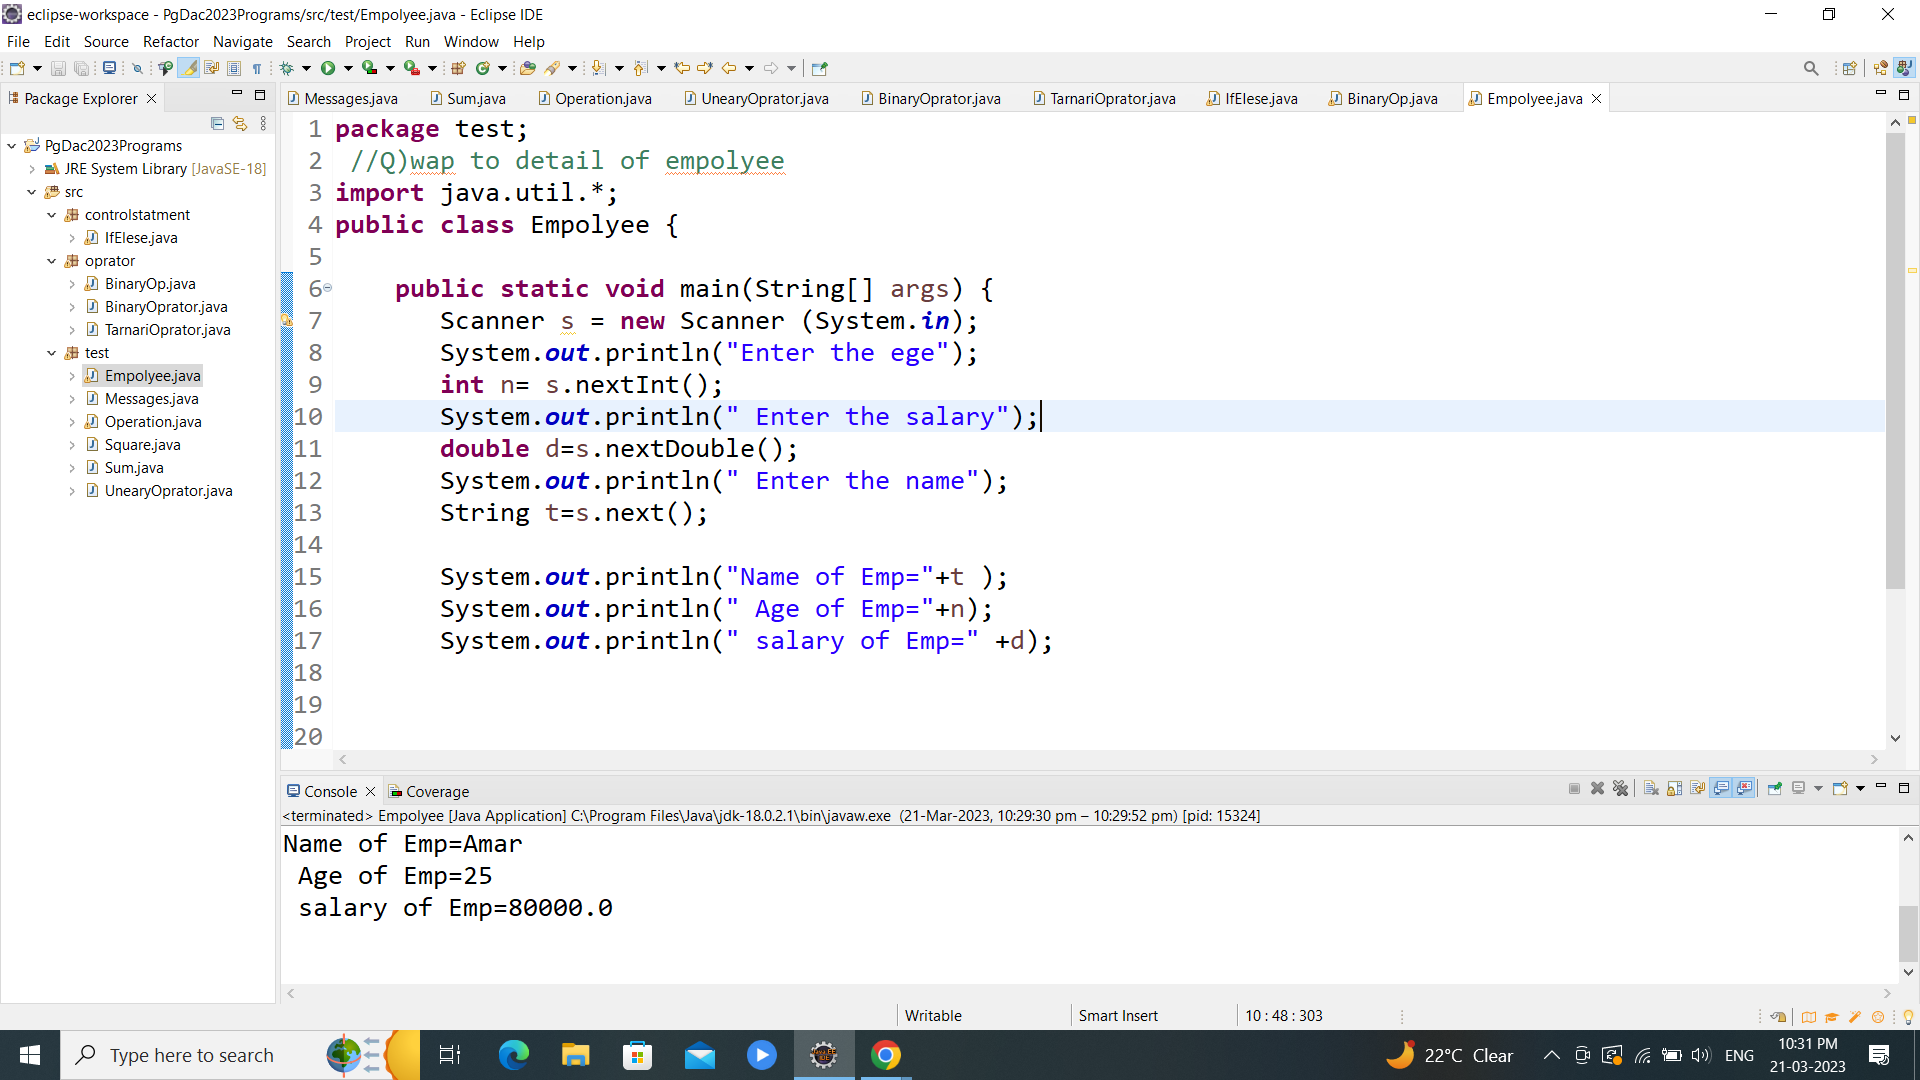 eclipse-workspace - PgDac2023Programs/src/test/Empolyee.java - Eclipse IDE
File Edit Source Refactor Navigate Search Project Run Window Help
Package Explorer
PgDac2023Programs
JRE System Library [JavaSE-18]
src
controlstatment
IfElese.java
oprator
BinaryOp.java
BinaryOprator.java
TarnariOprator.java
test
Empolyee.java
Messages.java
Operation.java
Square.java
Sum.java
UnearyOprator.java
Messages.java Sum.java Operation.java UnearyOprator.java BinaryOprator.java TarnariOprator.java IfElese.java BinaryOp.java Empolyee.java
1 package test;
2 //Q)wap to detail of empolyee
3 import java.util.*;
4 public class Empolyee {
5
6 public static void main(String[] args) {
7 Scanner s = new Scanner (System.in);
8 System.out.println("Enter the ege");
9 int n= s.nextInt();
10 System.out.println(" Enter the salary");
11 double d=s.nextDouble();
12 System.out.println(" Enter the name");
13 String t=s.next();
14
15 System.out.println("Name of Emp="+t );
16 System.out.println(" Age of Emp="+n);
17 System.out.println(" salary of Emp=" +d);
18
19
20
Console Coverage
<terminated> Empolyee [Java Application] C:\Program Files\Java\jdk-18.0.2.1\bin\javaw.exe (21-Mar-2023, 10:29:30 pm – 10:29:52 pm) [pid: 15324]
Name of Emp=Amar
Age of Emp=25
salary of Emp=80000.0
Writable Smart Insert 10 : 48 : 303
Type here to search
22°C Clear
ENG
10:31 PM
21-03-2023